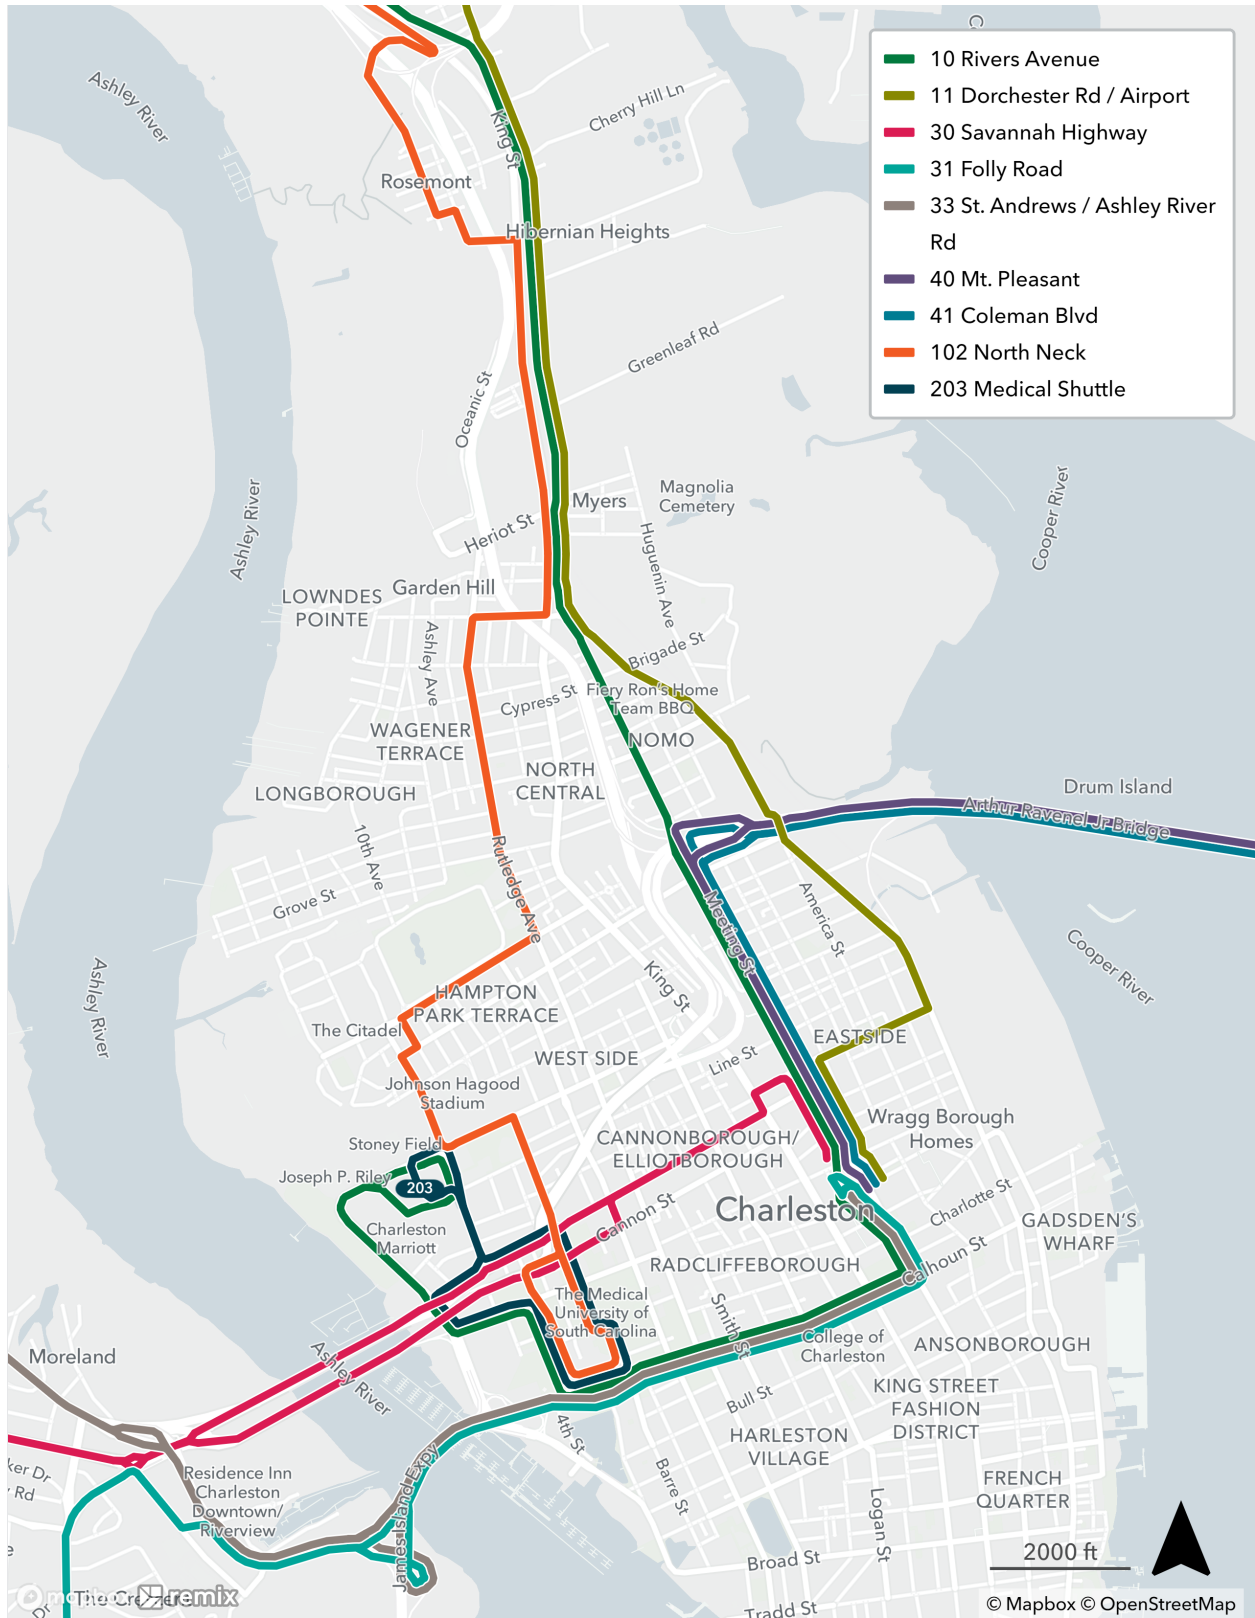 10 Rivers Avenue
11 Dorchester Rd / Airport
30 Savannah Highway
31 Folly Road
33 St. Andrews / Ashley River
Rd
40 Mt. Pleasant
41 Coleman Blvd
102 North Neck
203 Medical Shuttle
Ashley River
King St
Cherry Hill Ln
Rosemont
Hibernian Heights
Greenleaf Rd
Oceanic St
Myers
Magnolia
Cemetery
Heriot St
Huguenin Ave
Ashley River
Cooper River
Garden Hill
LOWNDES
POINTE
Ashley Ave
Brigade St
Cypress St
Fiery Ron's Home
Team BBQ
WAGENER
TERRACE
NOMO
NORTH
CENTRAL
LONGBOROUGH
Drum Island
Arthur Ravenel Jr Bridge
10th Ave
Rutledge Ave
Grove St
Meeting St
America St
King St
Cooper River
Ashley River
HAMPTON
PARK TERRACE
The Citadel
EASTSIDE
WEST SIDE
Line St
Johnson Hagood
Stadium
Wragg Borough
Homes
CANNONBOROUGH/
ELLIOTBOROUGH
Stoney Field
Joseph P. Riley
203
Cannon St
Charleston
Charlotte St
Charleston
Marriott
GADSDEN'S
WHARF
Calhoun St
RADCLIFFEBOROUGH
The Medical
University of
South Carolina
Smith St
College of
Charleston
ANSONBOROUGH
Moreland
Ashley River
Bull St
KING STREET
FASHION
DISTRICT
4th St
HARLESTON
VILLAGE
Barre St
Logan St
FRENCH
QUARTER
ker Dr
Rd
Residence Inn
Charleston
Downtown/
Riverview
James Island Expy
Broad St
2000 ft
Dr
mapbox
remix
Tradd St
© Mapbox © OpenStreetMap